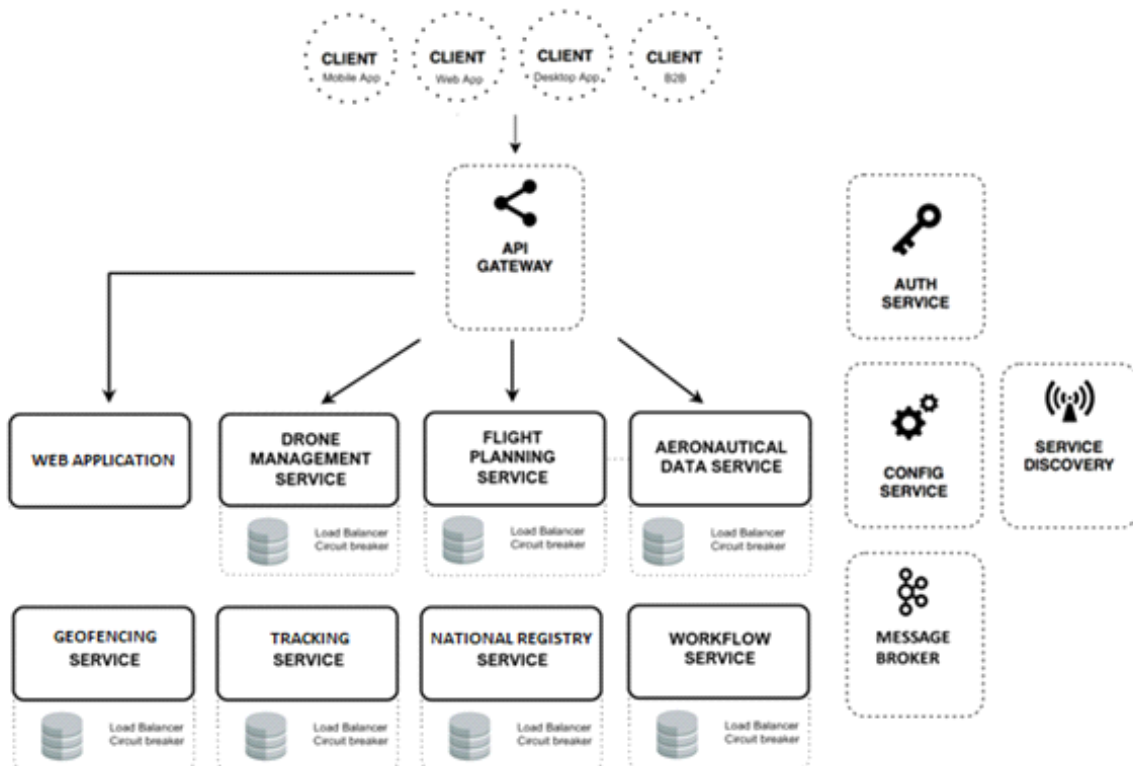 CLIENT
Mobile App
CLIENT
Web App
CLIENT
Desktop App
CLIENT
B2B
API
GATEWAY
AUTH
SERVICE
CONFIG
SERVICE
SERVICE
DISCOVERY
MESSAGE
BROKER
WEB APPLICATION
DRONE
MANAGEMENT
SERVICE
Load Balancer
Circuit breaker
FLIGHT
PLANNING
SERVICE
Load Balancer
Circuit breaker
AERONAUTICAL
DATA SERVICE
Load Balancer
Circuit breaker
GEOFENCING
SERVICE
Load Balancer
Circuit breaker
TRACKING
SERVICE
Load Balancer
Circuit breaker
NATIONAL REGISTRY
SERVICE
Load Balancer
Circuit breaker
WORKFLOW
SERVICE
Load Balancer
Circuit breaker